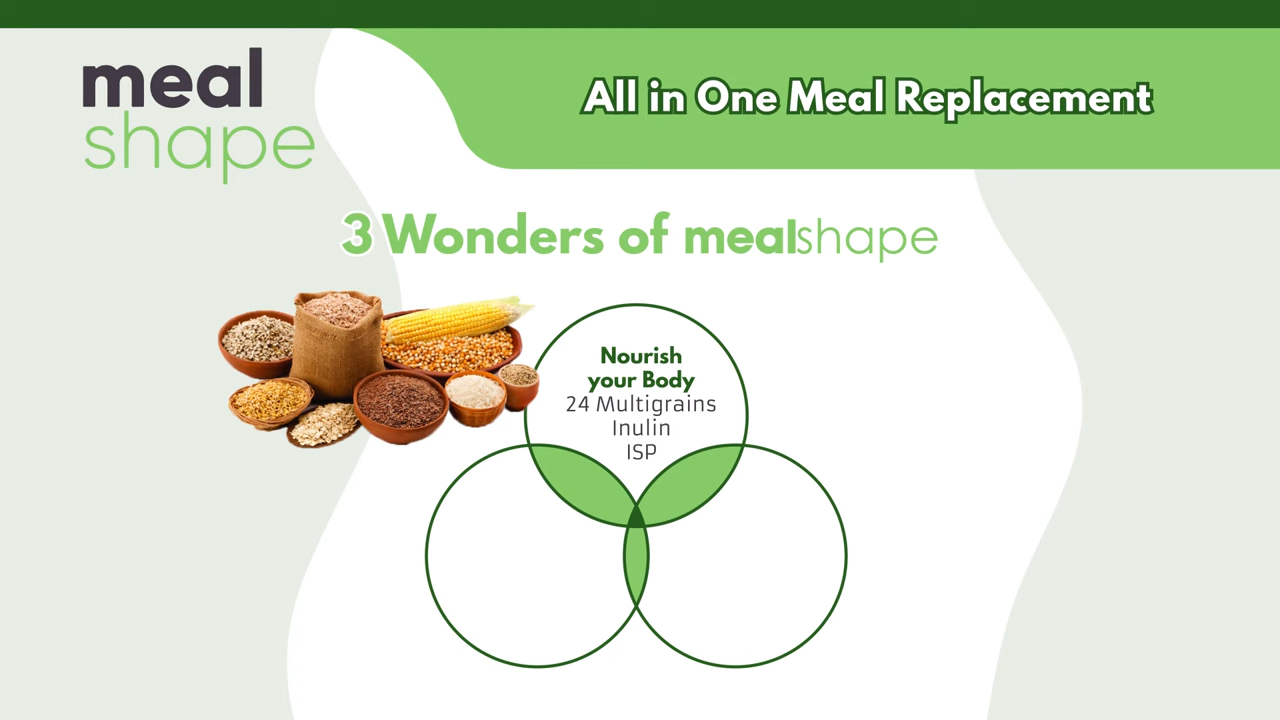 meal
shape
All in One Meal Replacement
3 Wonders of mealshape
Nourish
your Body
24 Multigrains
Inulin
ISP